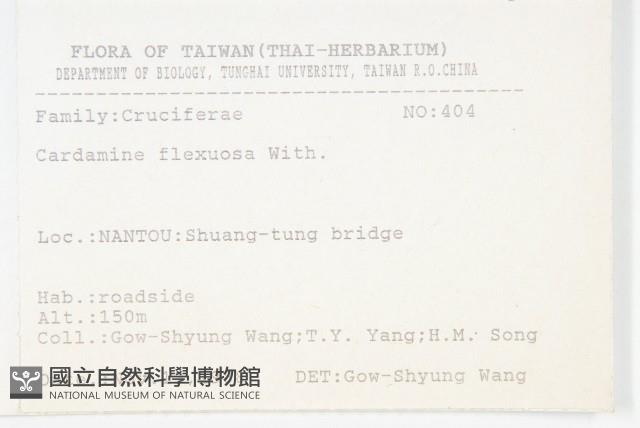 FLORA OF TAIWAN(THAI-HERBARIUM)
DEPARTMENT OF BIOLOGY, TUNGHAI UNIVERSITY, TAIWAN R.O.CHINA
Family:Cruciferae NO:404
Cardamine flexuosa With.
Loc.:NANTOU:Shuang-tung bridge
Hab.:roadside
Alt.:150m
Coll.:Gow-Shyung Wang;T.Y. Yang;H.M. Song
DET:Gow-Shyung Wang
國立自然科學博物館
NATIONAL MUSEUM OF NATURAL SCIENCE